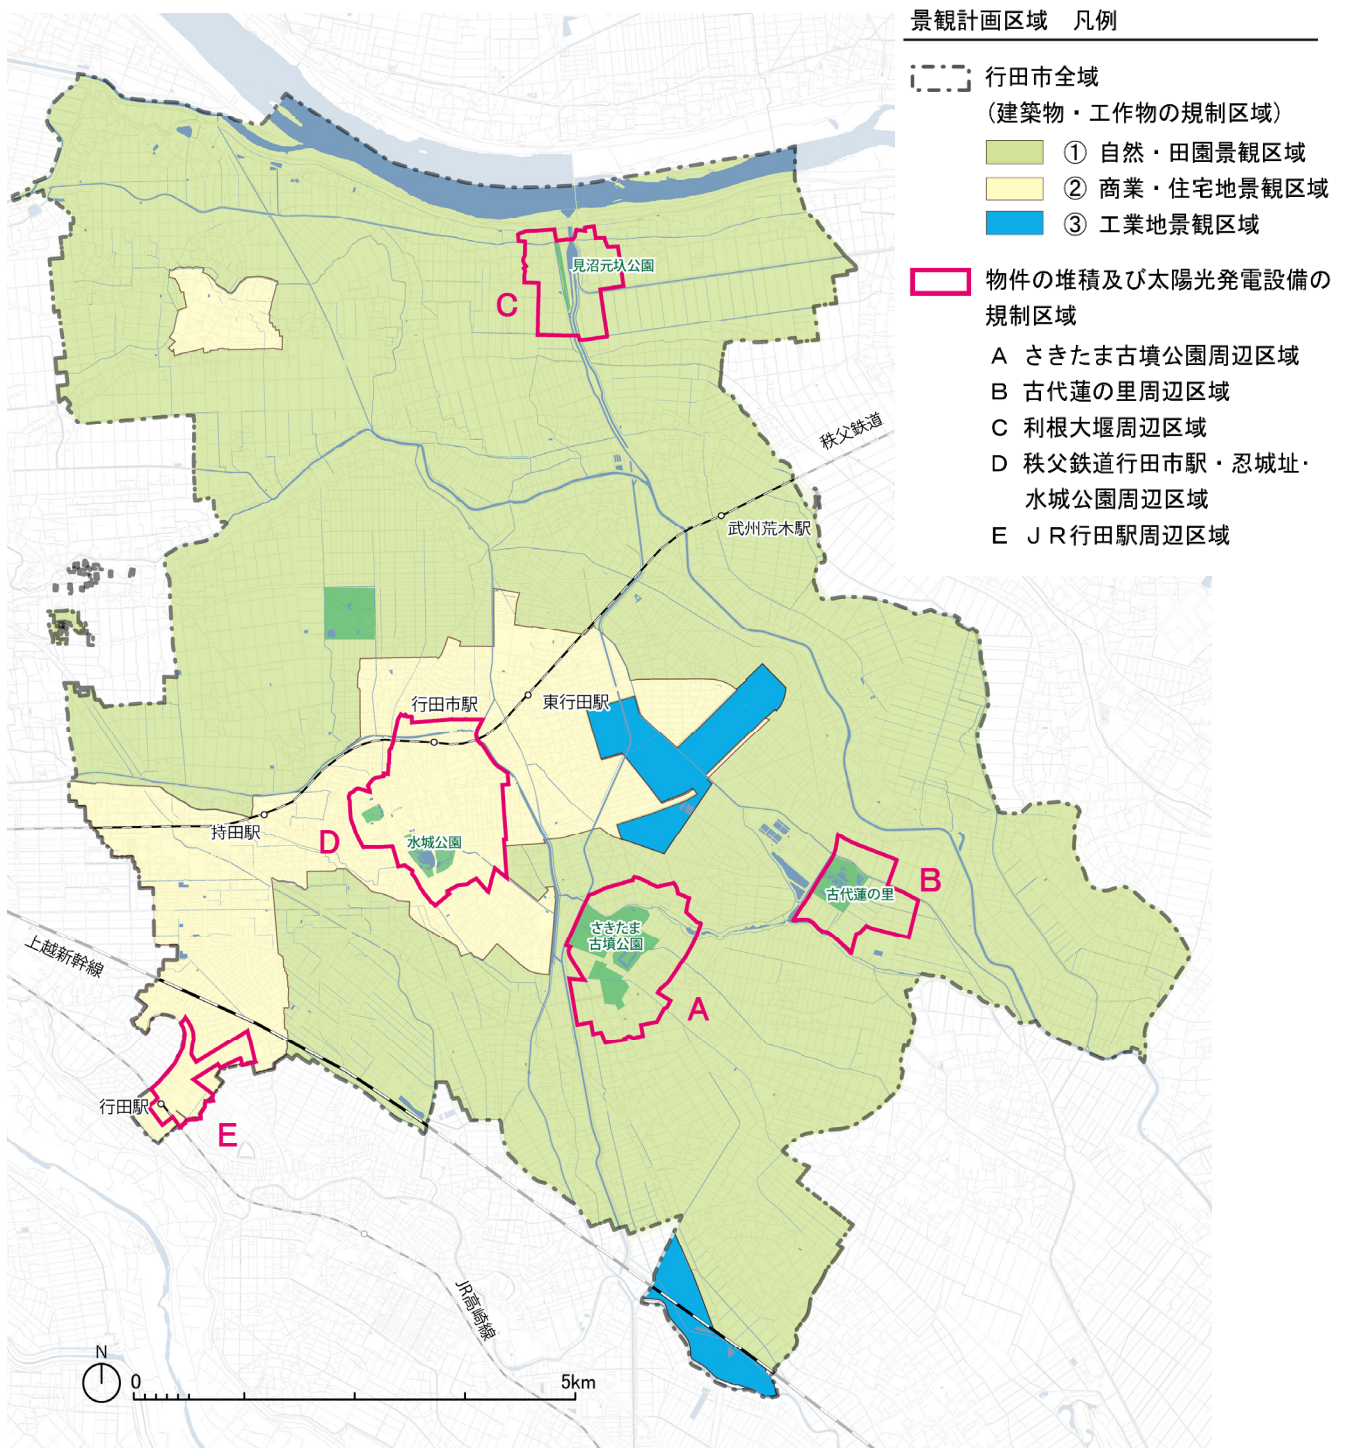 景観計画区域　凡例
行田市全域
（建築物・工作物の規制区域）
① 自然・田園景観区域
② 商業・住宅地景観区域
③ 工業地景観区域
物件の堆積及び太陽光発電設備の
規制区域
A さきたま古墳公園周辺区域
B 古代蓮の里周辺区域
C 利根大堰周辺区域
D 秩父鉄道行田市駅・忍城址・
水城公園周辺区域
E JR行田駅周辺区域
見沼元圦公園
C
秩父鉄道
武州荒木駅
行田市駅
東行田駅
持田駅
D
水城公園
B
古代蓮の里
さきたま
古墳公園
上越新幹線
A
行田駅
E
JR高崎線
N
0
5km